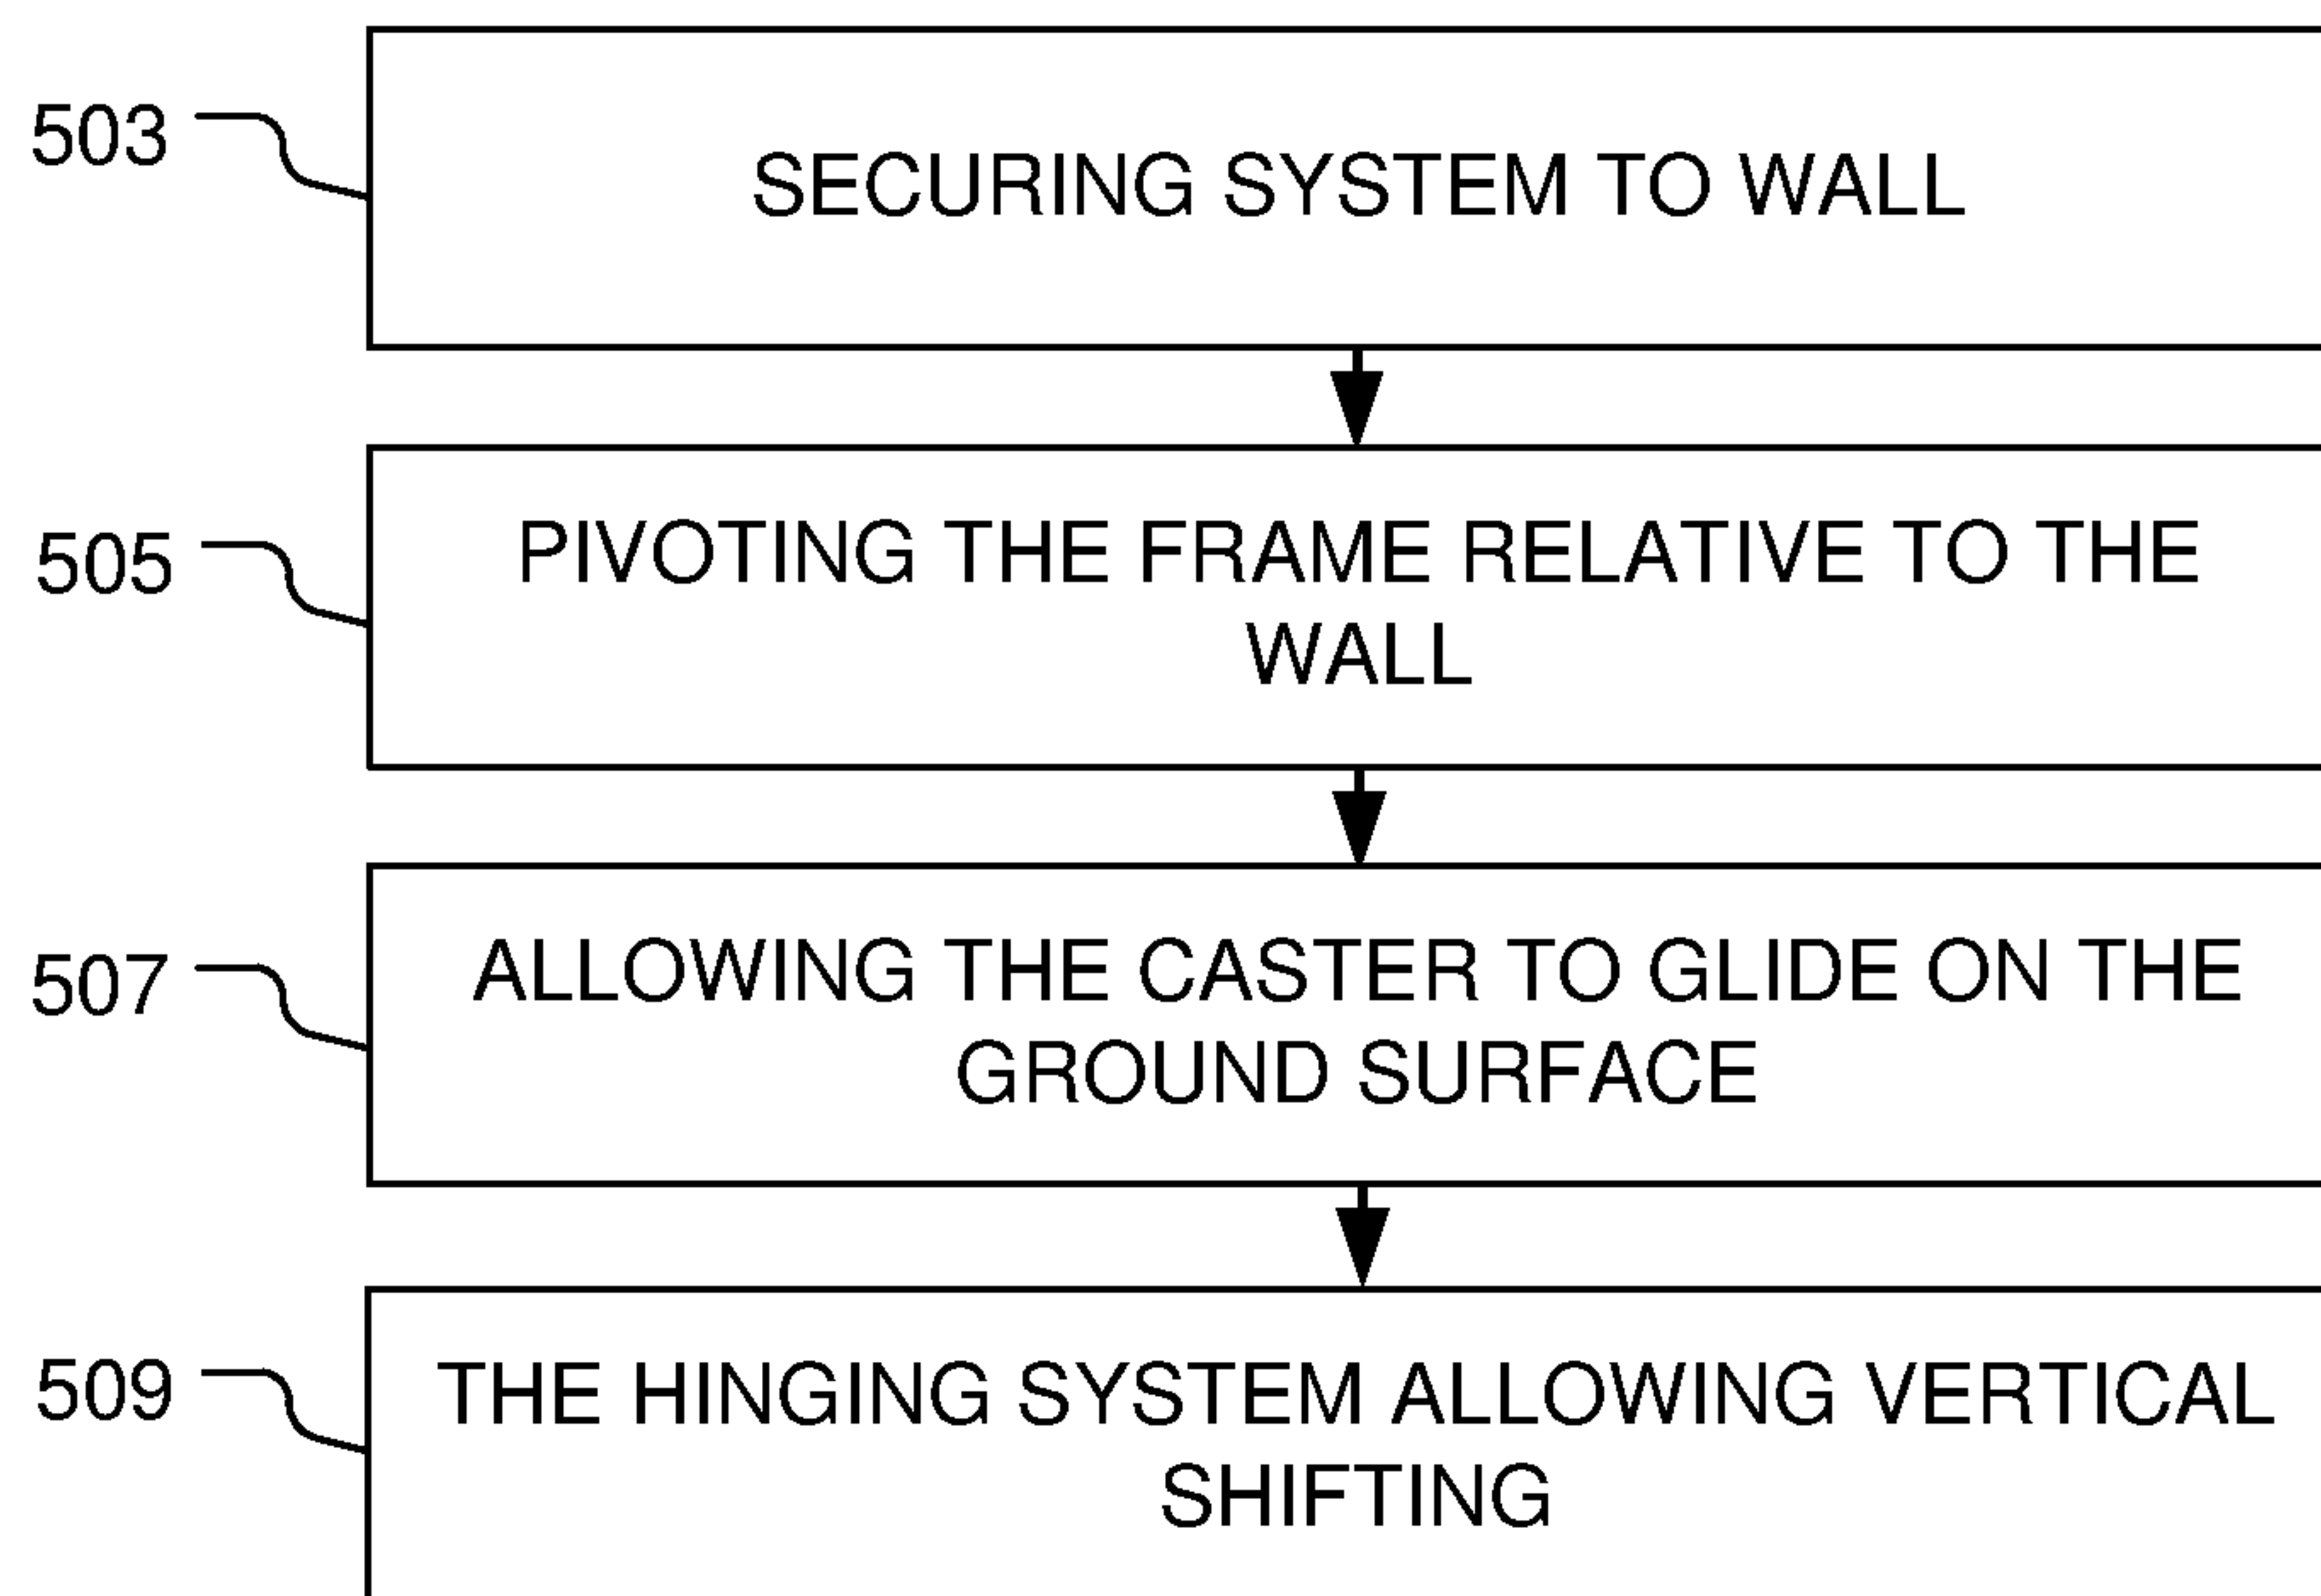 503
SECURING SYSTEM TO WALL
505
PIVOTING THE FRAME RELATIVE TO THE
WALL
507
ALLOWING THE CASTER TO GLIDE ON THE
GROUND SURFACE
509
THE HINGING SYSTEM ALLOWING VERTICAL
SHIFTING